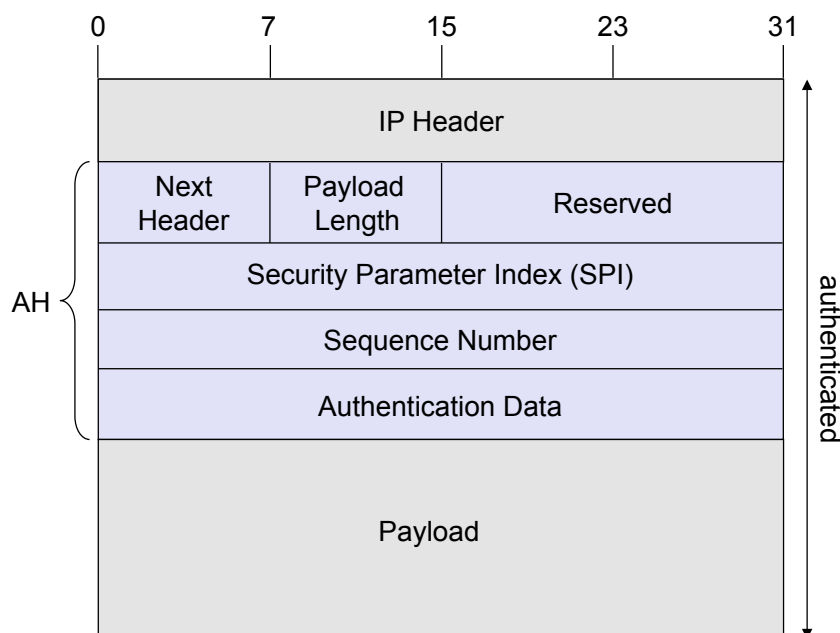 0 7 15 23 31
IP Header
Next
Header
Payload
Length
Reserved
Security Parameter Index (SPI)
AH
Sequence Number
Authentication Data
authenticated
Payload